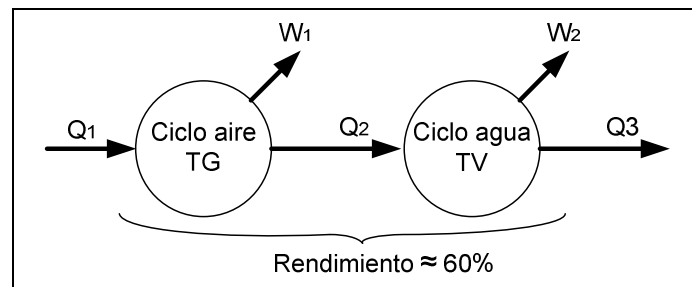 W1
W2
Q1
Ciclo aire
TG
Q2
Ciclo agua
TV
Q3
Rendimiento ≈ 60%